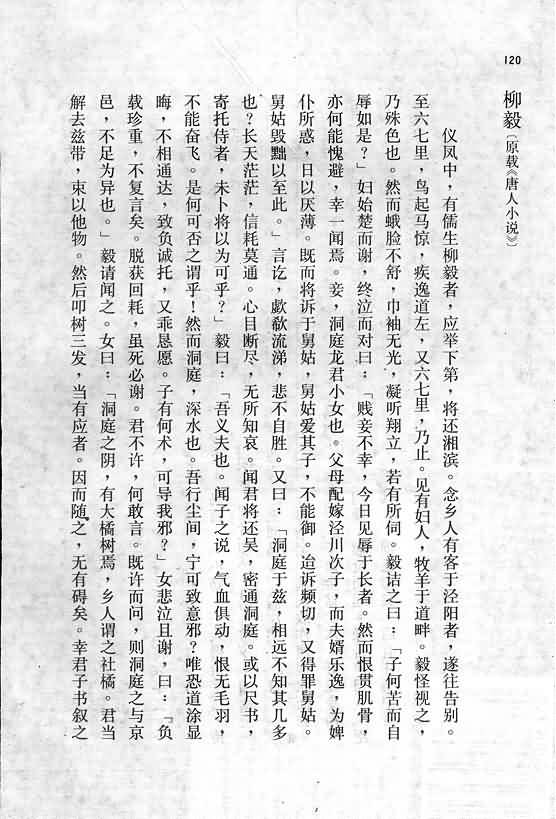 120
柳毅〔原载《唐人小说》〕
仪凤中，有儒生柳毅者，应举下第，将还湘滨。念乡人有客于泾阳者，遂往告别。
至六七里，鸟起马惊，疾逸道左，又六七里，乃止。见有妇人，牧羊于道畔。毅怪视之，
乃殊色也。然而蛾脸不舒，巾袖无光，凝听翔立，若有所伺。毅诘之曰：「子何苦而自
辱如是？」妇始楚而谢，终泣而对曰：「贱妾不幸，今日见辱于长者。然而恨贯肌骨，
亦何能愧避，幸一闻焉。妾，洞庭龙君小女也。父母配嫁泾川次子，而夫婿乐逸，为婢
仆所惑，日以厌薄。既而将诉于舅姑，舅姑爱其子，不能御。迨诉频切，又得罪舅姑。
舅姑毁黜以至此。」言讫，歔欷流涕，悲不自胜。又曰：「洞庭于兹，相远不知其几多
也？长天茫茫，信耗莫通。心目断尽，无所知哀。闻君将还吴，密通洞庭。或以尺书，
寄托侍者，未卜将以为可乎？」毅曰：「吾义夫也。闻子之说，气血俱动，恨无毛羽，
不能奋飞。是何可否之谓乎！然而洞庭，深水也。吾行尘间，宁可致意邪？唯恐道涂显
晦，不相通达，致负诚托，又乖恳愿。子有何术，可导我邪？」女悲泣且谢，曰：「负
载珍重，不复言矣。脱获回耗，虽死必谢。君不许，何敢言。既许而问，则洞庭之与京
邑，不足为异也。」毅请闻之。女曰：「洞庭之阴，有大橘树焉，乡人谓之社橘。君当
解去兹带，束以他物。然后叩树三发，当有应者。因而随之，无有碍矣。幸君子书叙之